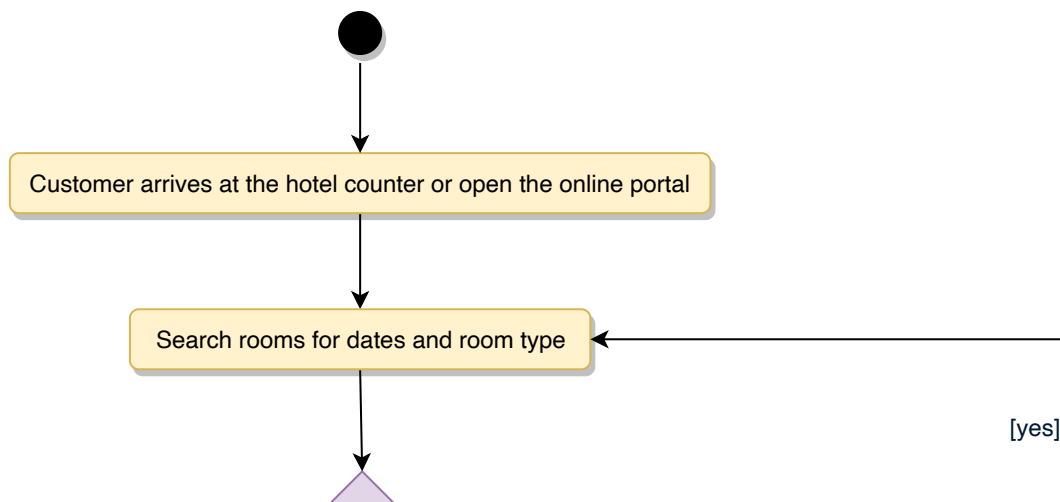 Customer arrives at the hotel counter or open the online portal
Search rooms for dates and room type
[yes]